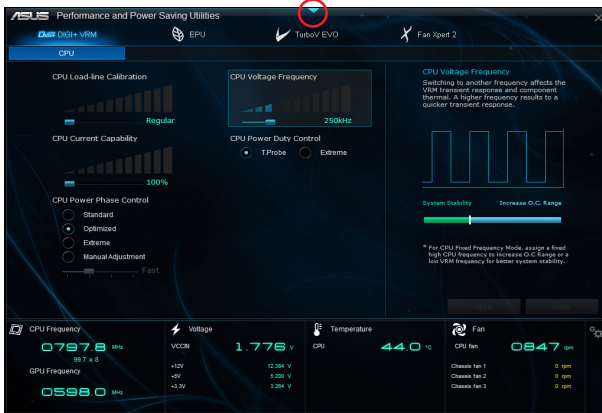 ASUS Performance and Power Saving Utilities
DIGI+ DIGI+ VRM
EPU
TurboV EVO
Fan Xpert 2
CPU
CPU Load-line Calibration
Regular
CPU Current Capability
100%
CPU Power Phase Control
Standard
Optimized
Extreme
Manual Adjustment
Fast
CPU Voltage Frequency
250kHz
CPU Power Duty Control
T.Probe
Extreme
CPU Voltage Frequency
Switching to another frequency affects the
VRM transient response and component
thermal. A higher frequency results to a
quicker transient response.
System Stability
Increase O.C. Range
* For CPU Fixed Frequency Mode, assign a fixed
high CPU frequency to increase O.C Range or a
low VRM frequency for better system stability.
CPU Frequency
0797.8 MHz
99.7 x 8
GPU Frequency
0598.0 MHz
Voltage
VCCIN 1.776 V
+12V 12.384 V
+5V 5.200 V
+3.3V 3.264 V
Temperature
CPU 44.0 °C
Fan
CPU fan 0847 rpm
Chassis fan 1 0 rpm
Chassis fan 2 0 rpm
Chassis fan 3 0 rpm